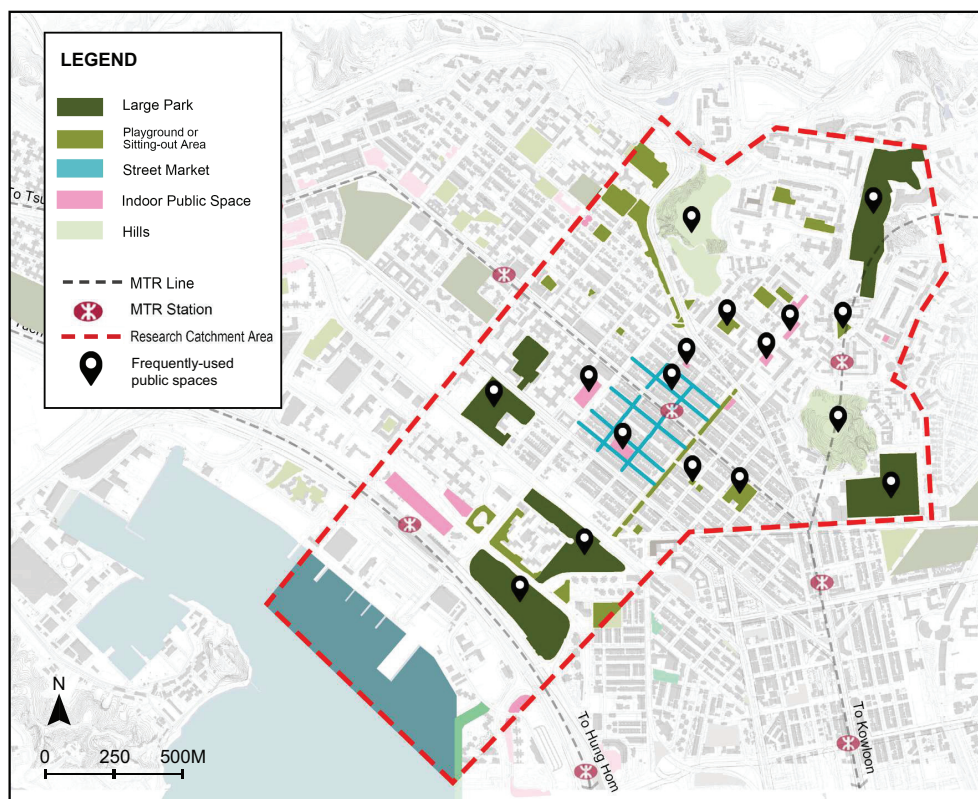 LEGEND
Large Park
Playground or
Sitting-out Area
Street Market
Indoor Public Space
Hills
MTR Line
MTR Station
Research Catchment Area
Frequently-used
public spaces
To Tsu
N
0 250 500M
To Hung Hom
To Kowloon